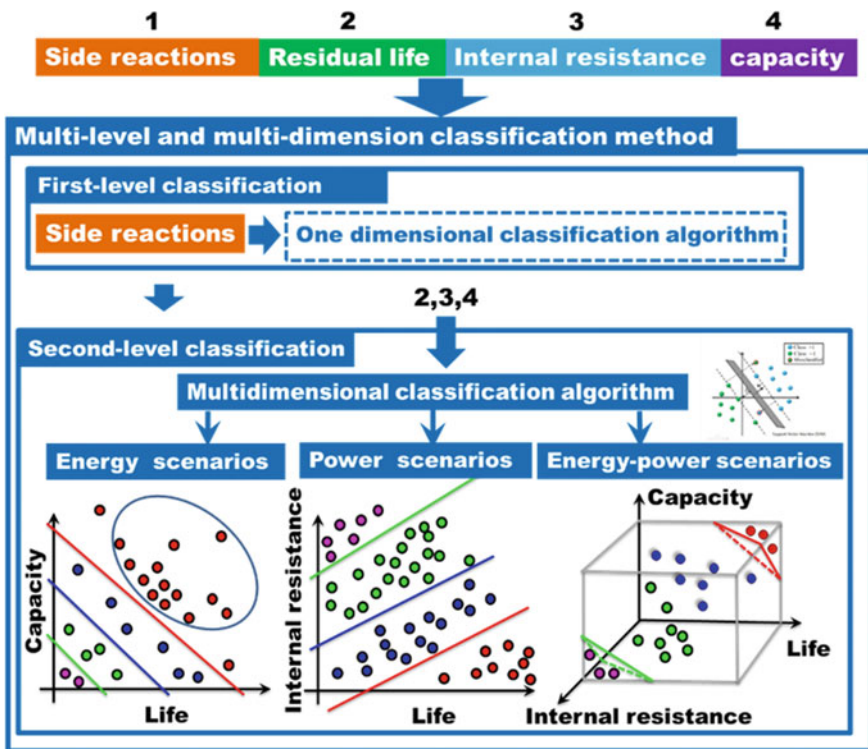 1 2 3 4
Side reactions Residual life Internal resistance capacity
Multi-level and multi-dimension classification method
First-level classification
Side reactions One dimensional classification algorithm
2,3,4
Second-level classification
Multidimensional classification algorithm
Energy scenarios Power scenarios Energy-power scenarios
Capacity
Internal resistance
Capacity
Life
Life
Life
Internal resistance